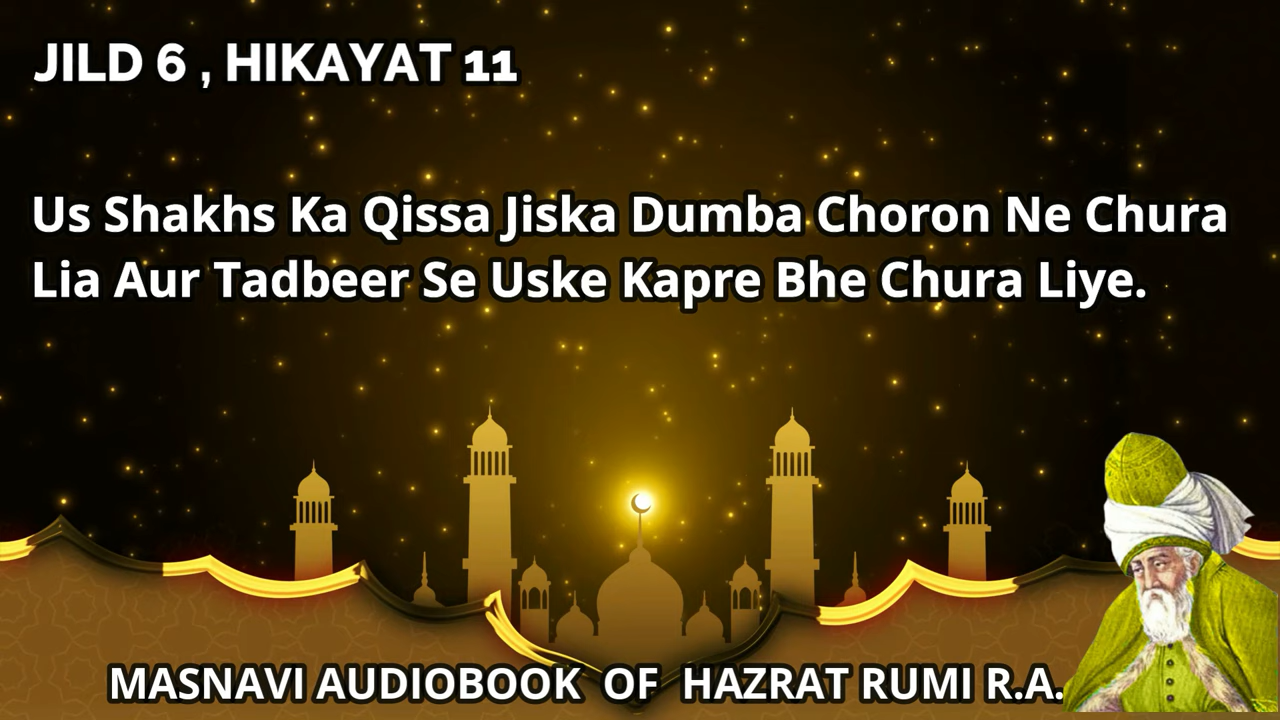 JILD 6 , HIKAYAT 11
Us Shakhs Ka Qissa Jiska Dumba Choron Ne Chura
Lia Aur Tadbeer Se Uske Kapre Bhe Chura Liye.
MASNAVI AUDIOBOOK OF HAZRAT RUMI R.A.